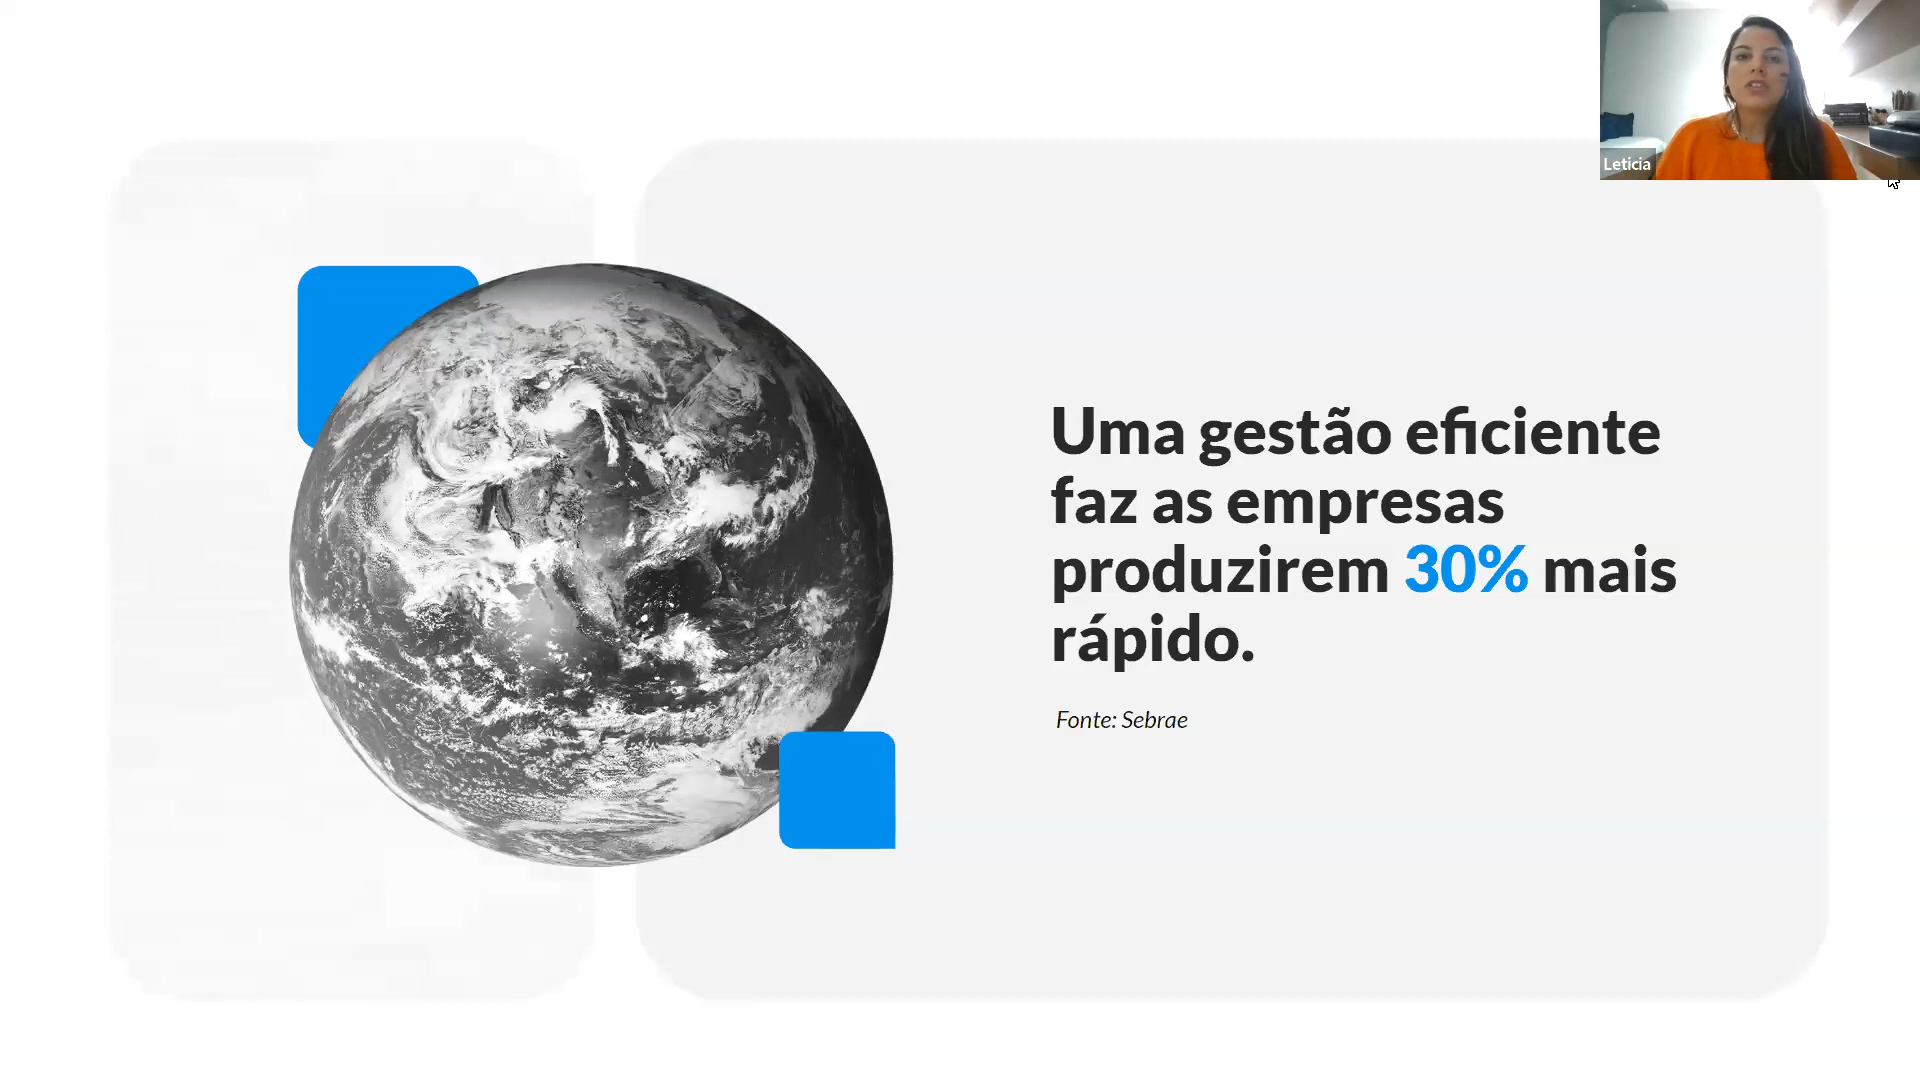 Leticia
Uma gestão eficiente
faz as empresas
produzirem 30% mais
rápido.
Fonte: Sebrae